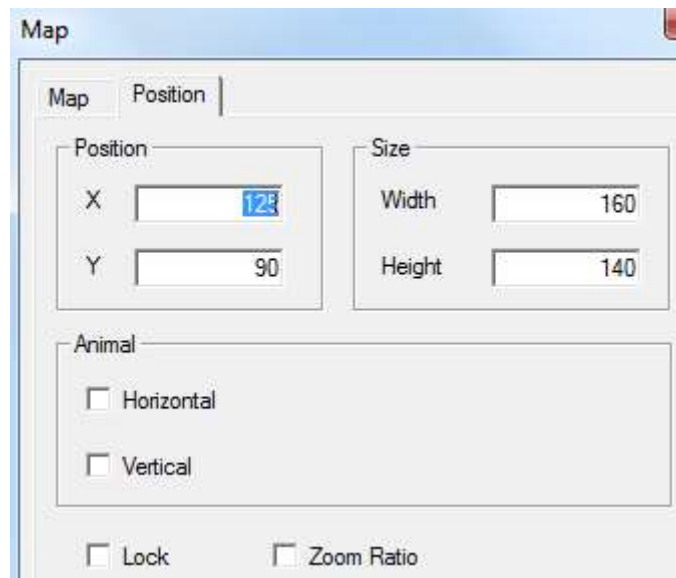 Map
Map Position
Position
X 125
Y 90
Size
Width 160
Height 140
Animal
Horizontal
Vertical
Lock Zoom Ratio